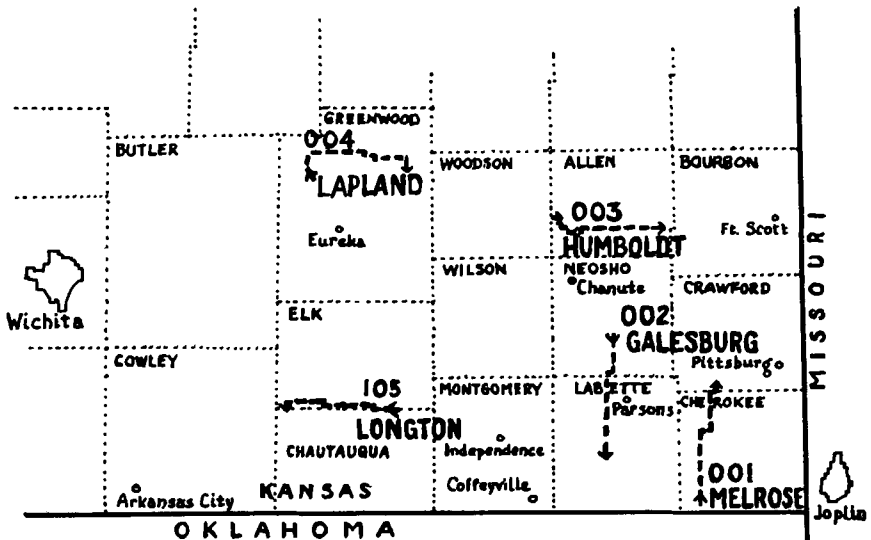 GREENWOOD
004
BUTLER
WOODSON
ALLEN
BOURBON
LAPLAND
003
Ft. Scott
Eureka
HUMBOLDT
WILSON
NEOSHO
Chanute
CRAWFORD
MISSOURI
Wichita
ELK
002
GALESBURG
COWLEY
Pittsburg
105
MONTGOMERY
LABETTE
Parsons
CHEROKEE
LONGTON
CHAUTAUQUA
Independence
001
MELROSE
Arkansas City
KANSAS
Coffeyville
Joplin
OKLAHOMA